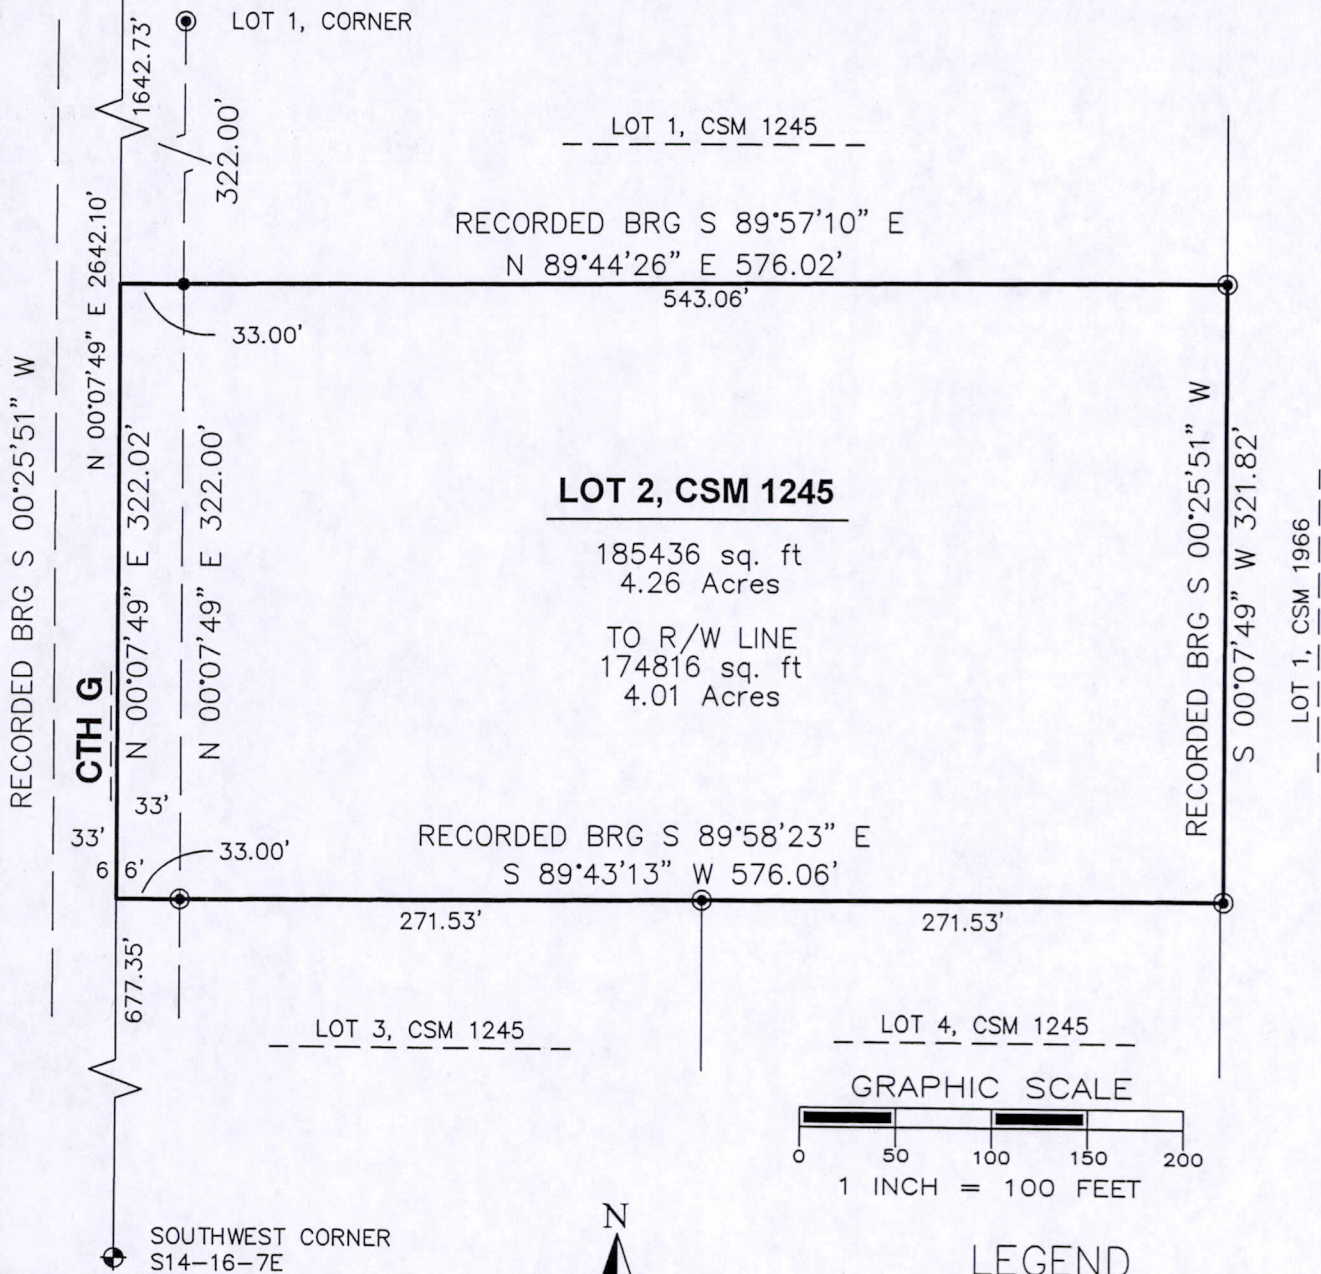 LOT 1, CORNER
1642.73'
322.00'
LOT 1, CSM 1245
RECORDED BRG S 89°57'10" E
N 89°44'26" E 576.02'
543.06'
33.00'
N 00°07'49" E 2642.10'
RECORDED BRG S 00°25'51" W
N 00°07'49" E 322.02'
N 00°07'49" E 322.00'
LOT 2, CSM 1245
185436 sq. ft
4.26 Acres
TO R/W LINE
174816 sq. ft
4.01 Acres
RECORDED BRG S 00°25'51" W
S 00°07'49" W 321.82'
LOT 1, CSM 1966
CTH G
33'
33'
66'
33.00'
RECORDED BRG S 89°58'23" E
S 89°43'13" W 576.06'
271.53'
271.53'
677.35'
LOT 3, CSM 1245
LOT 4, CSM 1245
GRAPHIC SCALE
0 50 100 150 200
1 INCH = 100 FEET
SOUTHWEST CORNER
S14-16-7E
N
LEGEND